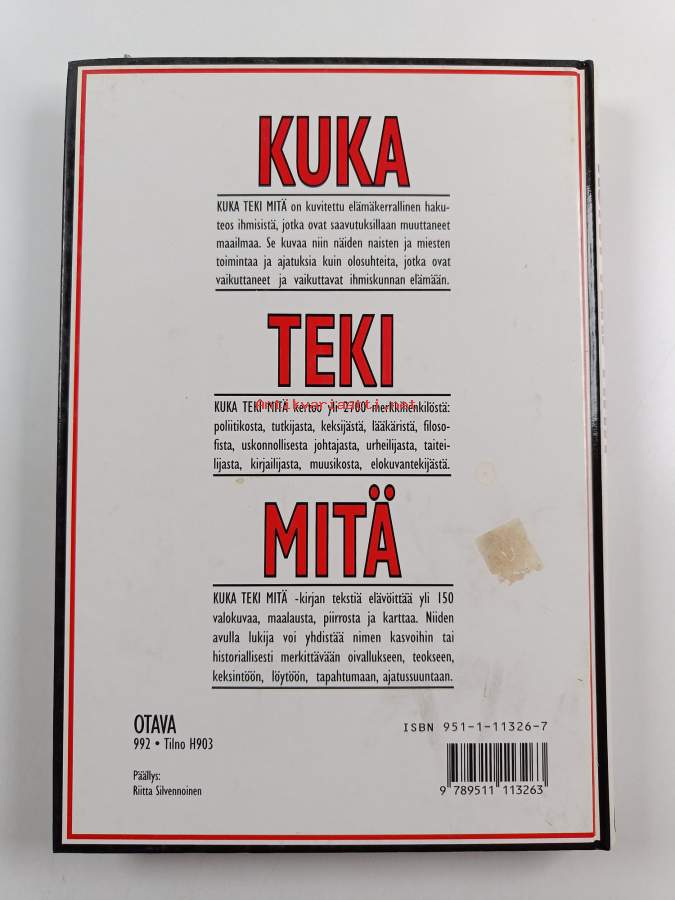 KUKA
KUKA TEKI MITÄ on kuvitettu elämäkerrallinen haku-
teos ihmisistä, jotka ovat saavutuksillaan muuttaneet
maailmaa. Se kuvaa niin näiden naisten ja miesten
toimintaa ja ajatuksia kuin olosuhteita, jotka ovat
vaikuttaneet ja vaikuttavat ihmiskunnan elämään.
TEKI
Antikvariaatti.net
KUKA TEKI MITÄ kertoo yli 2700 merkkihenkilöstä:
poliitikosta, tutkijasta, keksijästä, lääkäristä, filoso-
fista, uskonnollisesta johtajasta, urheilijasta, taitei-
lijasta, kirjailijasta, muusikosta, elokuvantekijästä.
MITÄ
KUKA TEKI MITÄ -kirjan tekstiä elävöittää yli 150
valokuvaa, maalausta, piirrosta ja karttaa. Niiden
avulla lukija voi yhdistää nimen kasvoihin tai
historiallisesti merkittävään oivallukseen, teokseen,
keksintöön, löytöön, tapahtumaan, ajatussuuntaan.
OTAVA
992 • Tilno H903
Päällys:
Riitta Silvennoinen
ISBN 951-1-11326-7
9 789511 113263